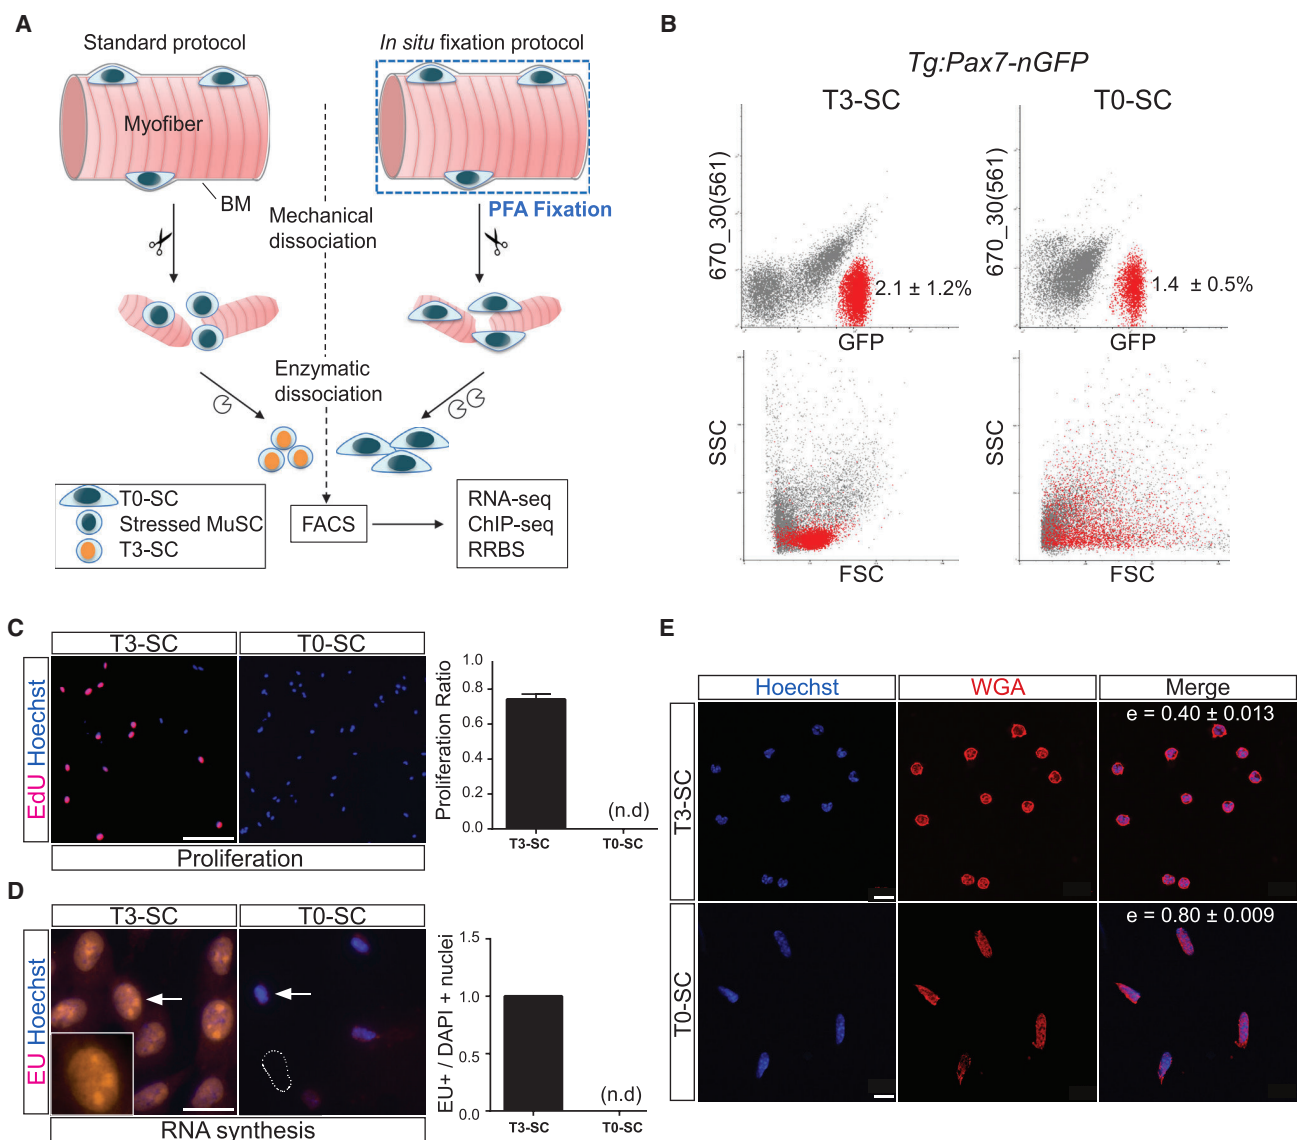 A
Standard protocol
In situ fixation protocol
Myofiber
BM
PFA Fixation
Mechanical
dissociation
Enzymatic
dissociation
T0-SC
Stressed MuSC
T3-SC
FACS
RNA-seq
ChIP-seq
RRBS
B
Tg:Pax7-nGFP
T3-SC
T0-SC
670_30(561)
2.1 ± 1.2%
GFP
670_30(561)
1.4 ± 0.5%
GFP
SSC
FSC
SSC
FSC
C
T3-SC
T0-SC
EdU Hoechst
Proliferation
Proliferation Ratio
1.0
0.8
0.6
0.4
0.2
0.0
(n.d)
T3-SC
T0-SC
D
T3-SC
T0-SC
EU Hoechst
RNA synthesis
EU+ / DAPI + nuclei
1.5
1.0
0.5
0.0
(n.d)
T3-SC
T0-SC
E
Hoechst
WGA
Merge
T3-SC
e = 0.40 ± 0.013
T0-SC
e = 0.80 ± 0.009